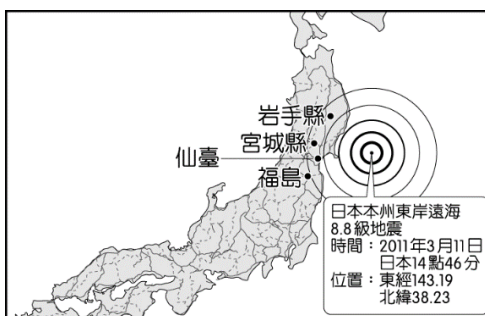 岩手縣
宮城縣
仙臺
福島
日本本州東岸遠海
8.8級地震
時間：2011年3月11日
日本14點46分
位置：東經143.19
北緯38.23